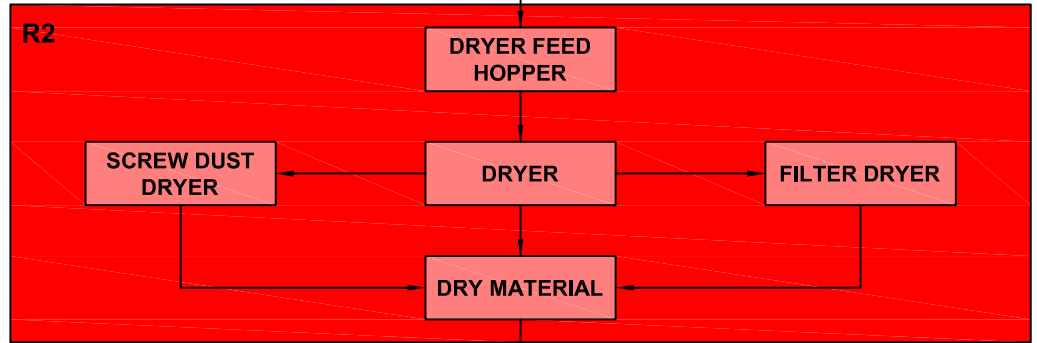 R2
DRYER FEED
HOPPER
SCREW DUST
DRYER
DRYER
FILTER DRYER
DRY MATERIAL